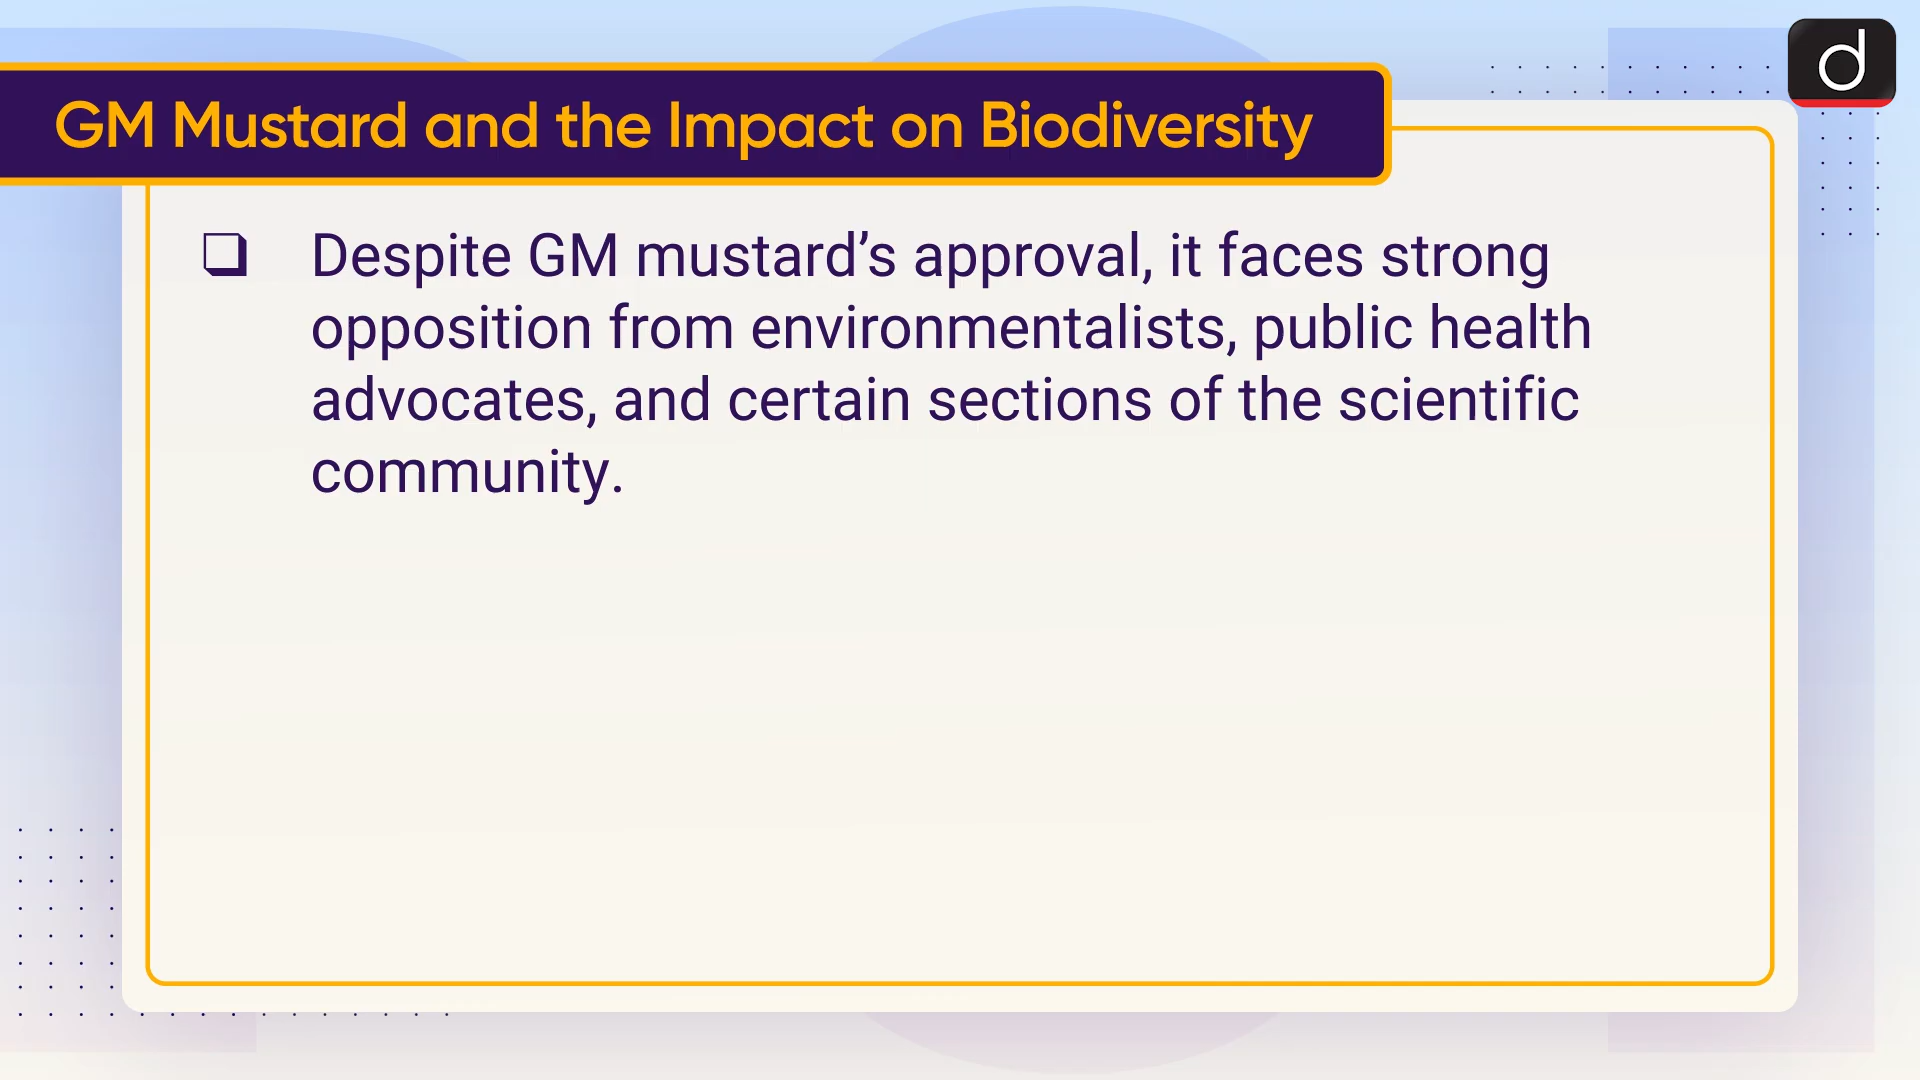 GM Mustard and the Impact on Biodiversity
d
❑ Despite GM mustard’s approval, it faces strong
opposition from environmentalists, public health
advocates, and certain sections of the scientific
community.